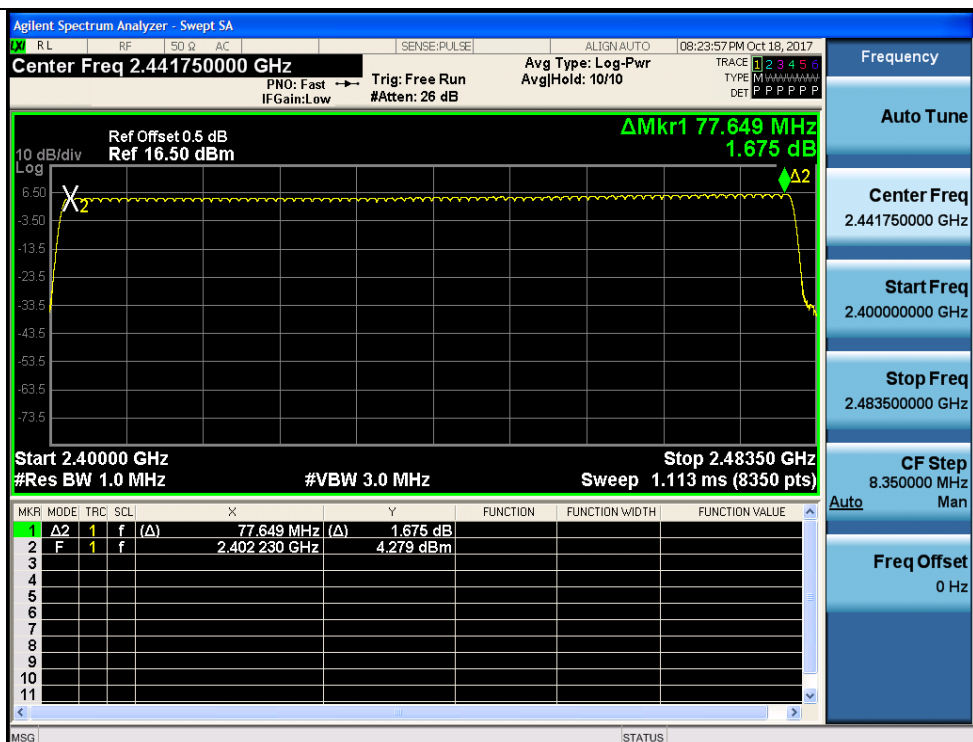 Agilent Spectrum Analyzer - Swept SA
LXI RL RF 50 Ω AC SENSE:PULSE ALIGN AUTO 08:23:57 PM Oct 18, 2017
Center Freq 2.441750000 GHz
PNO: Fast
IFGain:Low
Trig: Free Run
#Atten: 26 dB
Avg Type: Log-Pwr
Avg|Hold: 10/10
TRACE 1 2 3 4 5 6
TYPE M
DET P P P P P P
Ref Offset 0.5 dB
10 dB/div Ref 16.50 dBm
Log
ΔMkr1 77.649 MHz
1.675 dB
6.50
-3.50
-13.5
-23.5
-33.5
-43.5
-53.5
-63.5
-73.5
2
Δ2
Start 2.40000 GHz Stop 2.48350 GHz
#Res BW 1.0 MHz #VBW 3.0 MHz Sweep 1.113 ms (8350 pts)
MKR MODE TRC SCL X Y FUNCTION FUNCTION WIDTH FUNCTION VALUE
1 Δ2 1 f (Δ) 77.649 MHz (Δ) 1.675 dB
2 F 1 f 2.402 230 GHz 4.279 dBm
3
4
5
6
7
8
9
10
11
MSG STATUS
Frequency
Auto Tune
Center Freq
2.441750000 GHz
Start Freq
2.400000000 GHz
Stop Freq
2.483500000 GHz
CF Step
8.350000 MHz
Auto Man
Freq Offset
0 Hz